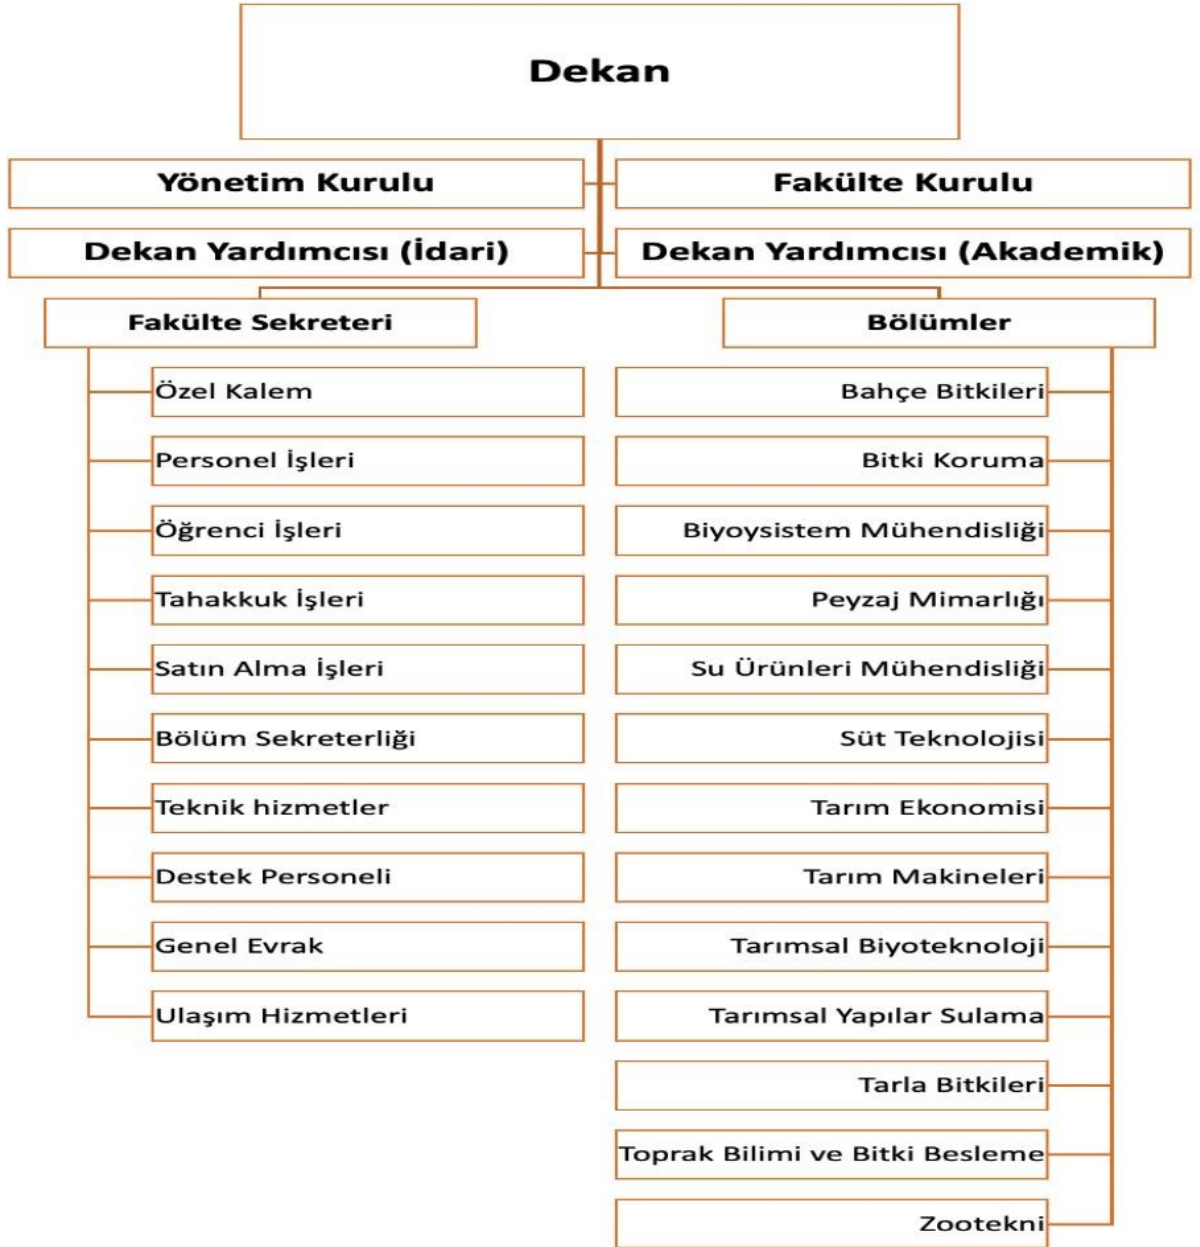 Dekan
Yönetim Kurulu
Fakülte Kurulu
Dekan Yardımcısı (İdari)
Dekan Yardımcısı (Akademik)
Fakülte Sekreteri
Özel Kalem
Personel İşleri
Öğrenci İşleri
Tahakkuk İşleri
Satın Alma İşleri
Bölüm Sekreterliği
Teknik hizmetler
Destek Personeli
Genel Evrak
Ulaşım Hizmetleri
Bölümler
Bahçe Bitkileri
Bitki Koruma
Biyoysistem Mühendisliği
Peyzaj Mimarlığı
Su Ürünleri Mühendisliği
Süt Teknolojisi
Tarım Ekonomisi
Tarım Makineleri
Tarımsal Biyoteknoloji
Tarımsal Yapılar Sulama
Tarla Bitkileri
Toprak Bilimi ve Bitki Besleme
Zootekni